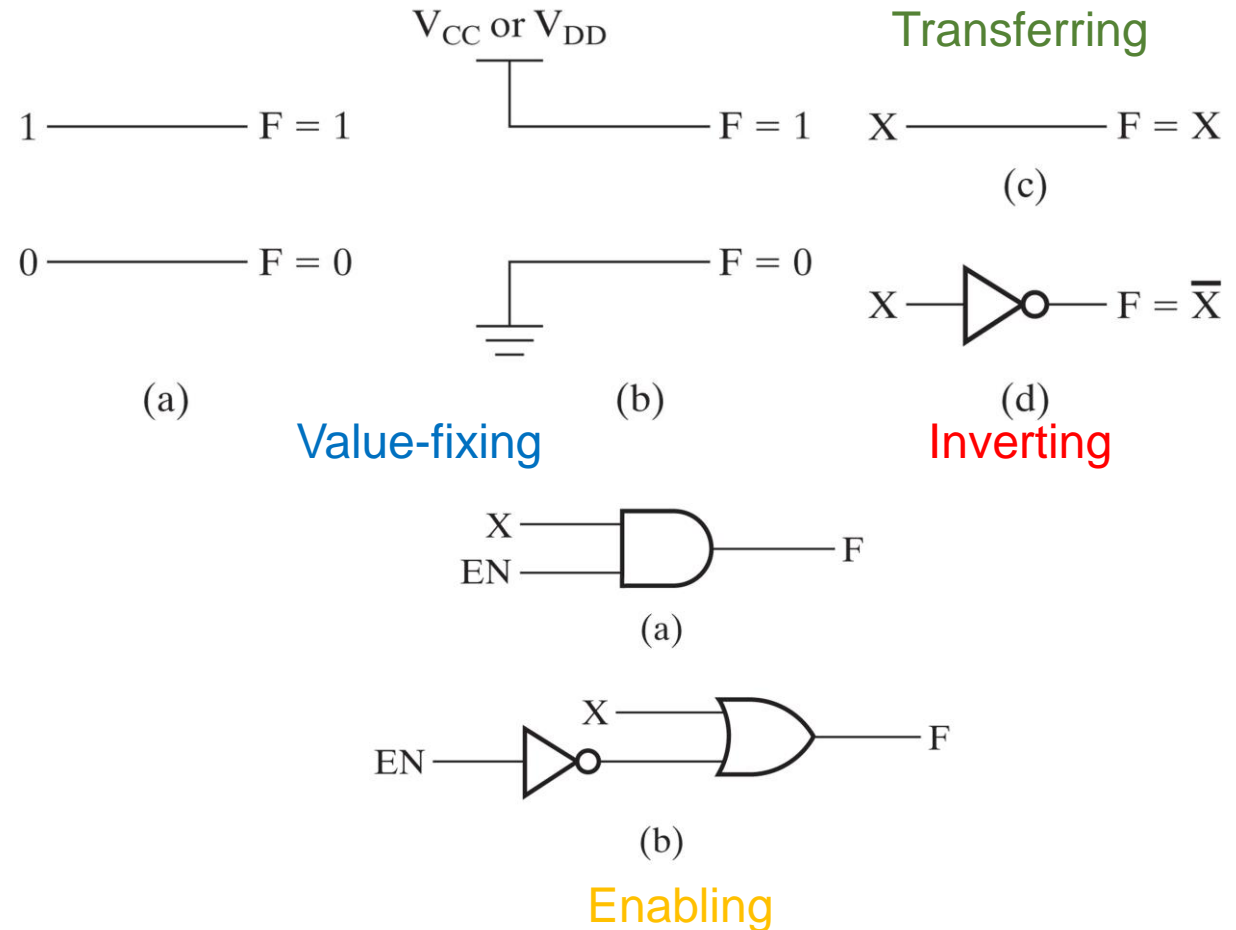 V_CC or V_DD
Transferring
1 F = 1
F = 1
X F = X
(c)
0 F = 0
F = 0
X F = X̅
(a)
(b)
(d)
Value-fixing
Inverting
X
EN
F
(a)
X
EN
F
(b)
Enabling